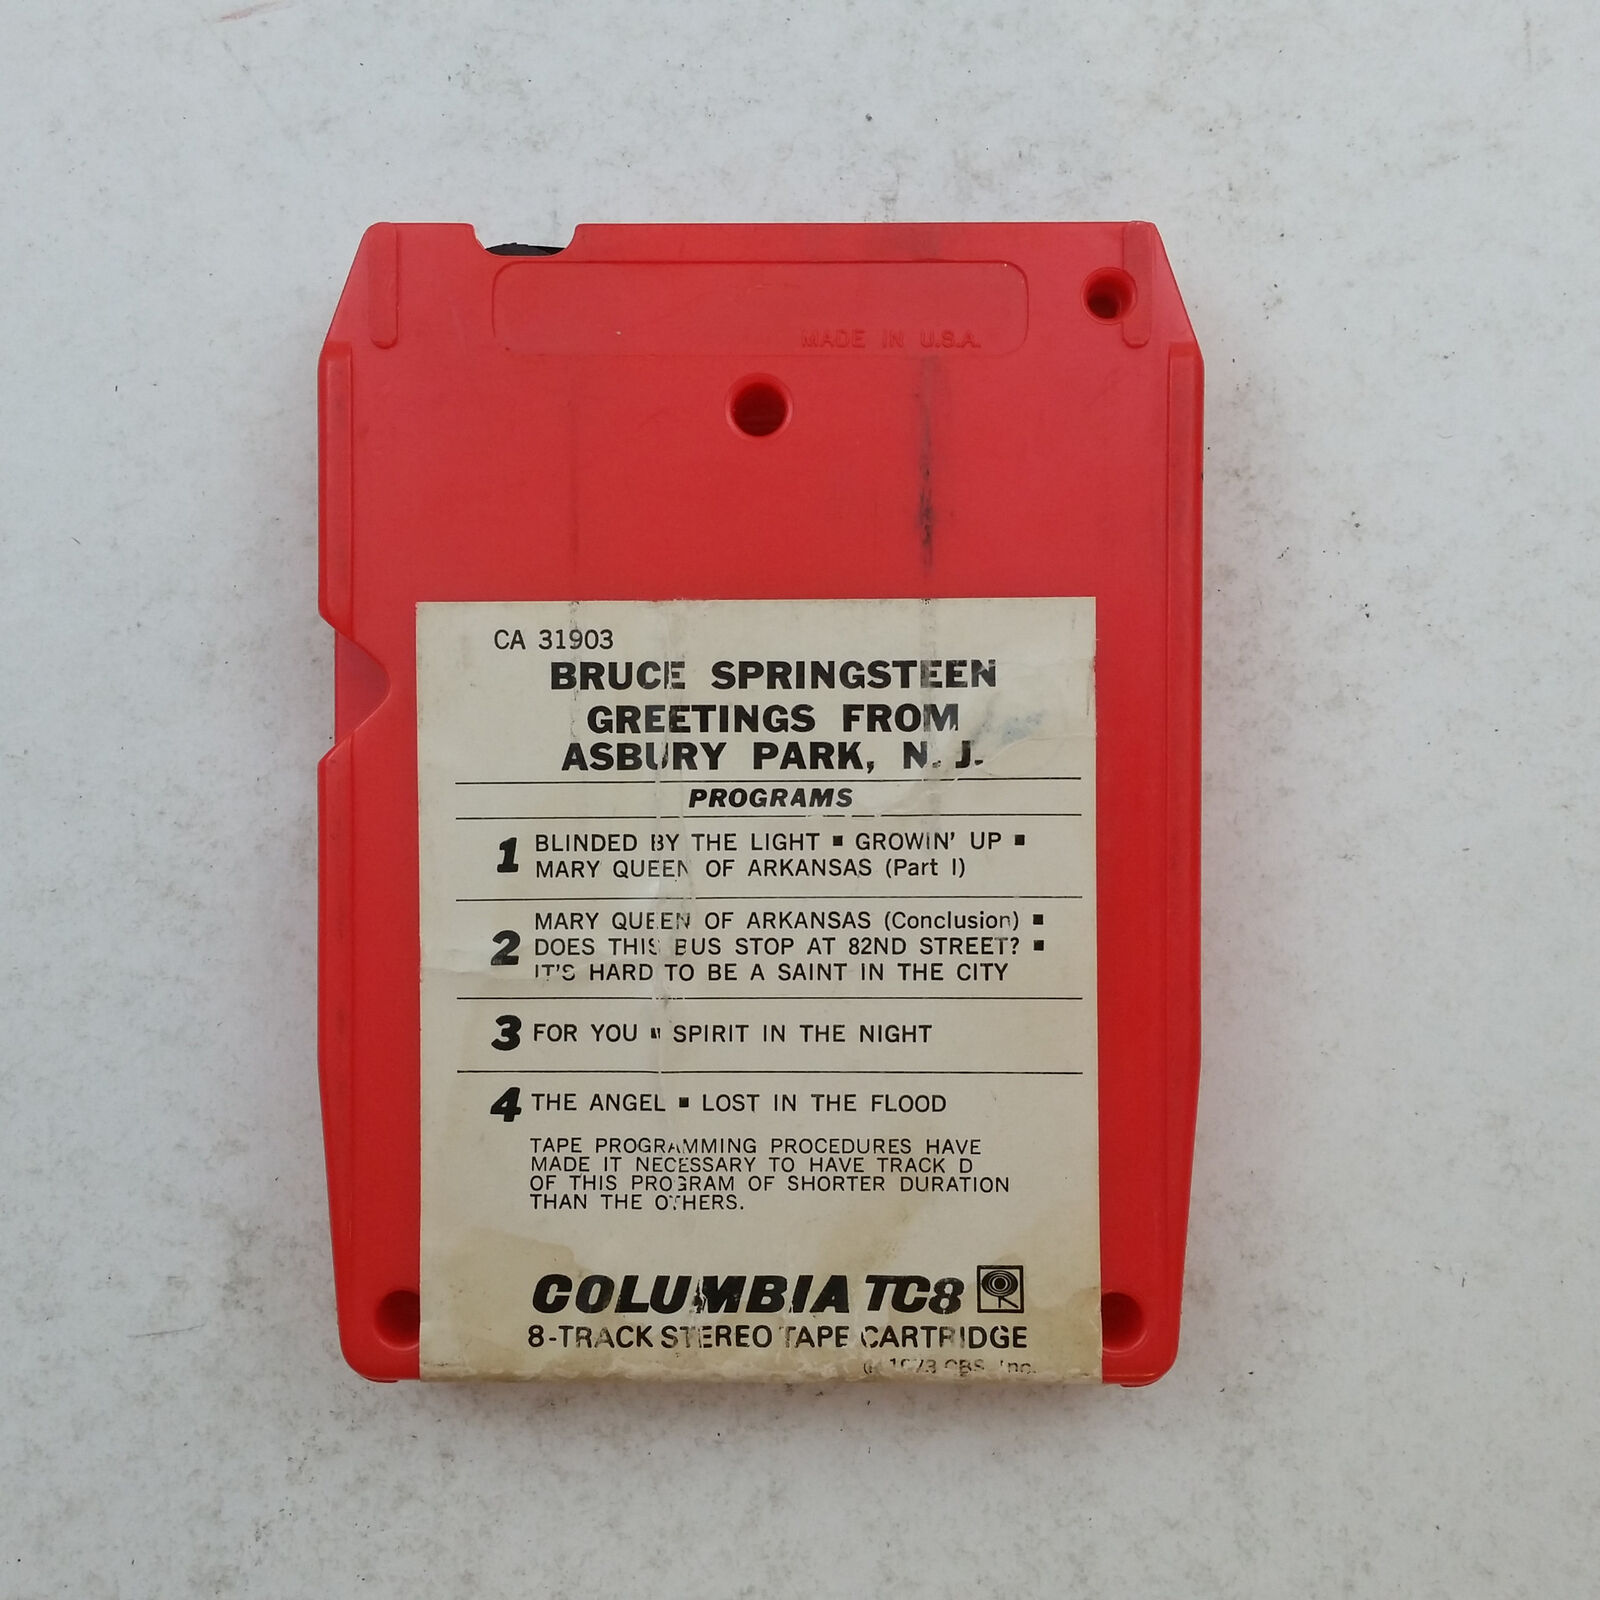 MADE IN U.S.A.
CA 31903
BRUCE SPRINGSTEEN
GREETINGS FROM
ASBURY PARK, N. J.
PROGRAMS
1 BLINDED BY THE LIGHT ▪ GROWIN' UP ▪
MARY QUEEN OF ARKANSAS (Part I)
MARY QUEEN OF ARKANSAS (Conclusion) ▪
2 DOES THIS BUS STOP AT 82ND STREET? ▪
IT'S HARD TO BE A SAINT IN THE CITY
3 FOR YOU ▪ SPIRIT IN THE NIGHT
4 THE ANGEL ▪ LOST IN THE FLOOD
TAPE PROGRAMMING PROCEDURES HAVE
MADE IT NECESSARY TO HAVE TRACK D
OF THIS PROGRAM OF SHORTER DURATION
THAN THE OTHERS.
COLUMBIA TC8
8-TRACK STEREO TAPE CARTRIDGE
1973 CBS, Inc.